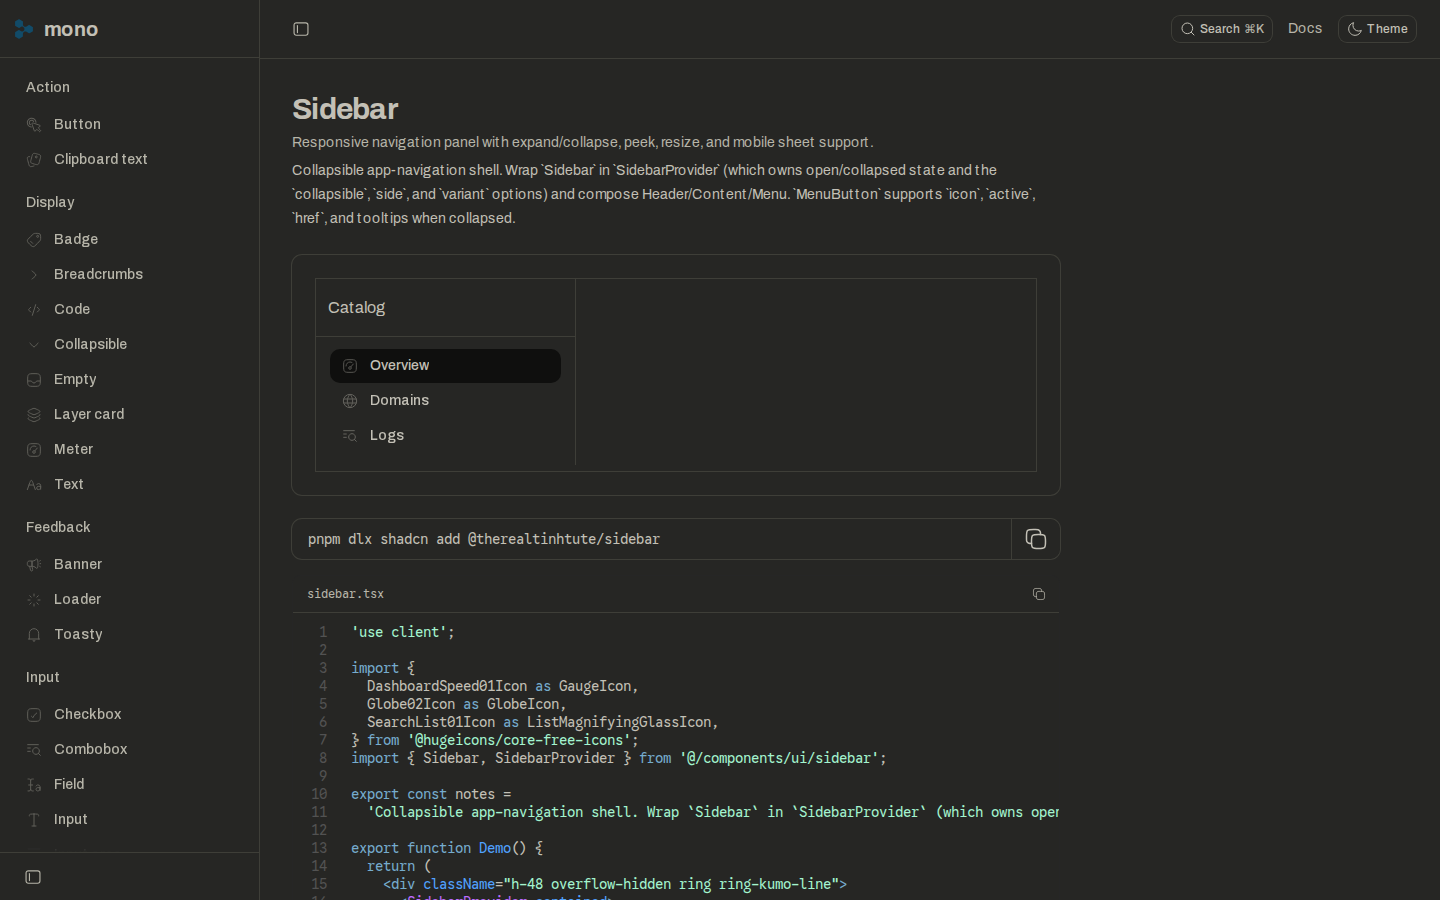 mono
Search ⌘K
Docs
Theme
Action
Button
Clipboard text
Display
Badge
Breadcrumbs
Code
Collapsible
Empty
Layer card
Meter
Text
Feedback
Banner
Loader
Toasty
Input
Checkbox
Combobox
Field
Input
Sidebar
Responsive navigation panel with expand/collapse, peek, resize, and mobile sheet support.
Collapsible app-navigation shell. Wrap `Sidebar` in `SidebarProvider` (which owns open/collapsed state and the
`collapsible`, `side`, and `variant` options) and compose Header/Content/Menu. `MenuButton` supports `icon`, `active`,
`href`, and tooltips when collapsed.
Catalog
Overview
Domains
Logs
pnpm dlx shadcn add @therealtinhtute/sidebar
sidebar.tsx
1 'use client';
2
3 import {
4 DashboardSpeed01Icon as GaugeIcon,
5 Globe02Icon as GlobeIcon,
6 SearchList01Icon as ListMagnifyingGlassIcon,
7 } from '@hugeicons/core-free-icons';
8 import { Sidebar, SidebarProvider } from '@/components/ui/sidebar';
9
10 export const notes =
11 'Collapsible app-navigation shell. Wrap `Sidebar` in `SidebarProvider` (which owns open
12
13 export function Demo() {
14 return (
15 <div className="h-48 overflow-hidden ring ring-kumo-line">
16 <SidebarProvider contained>